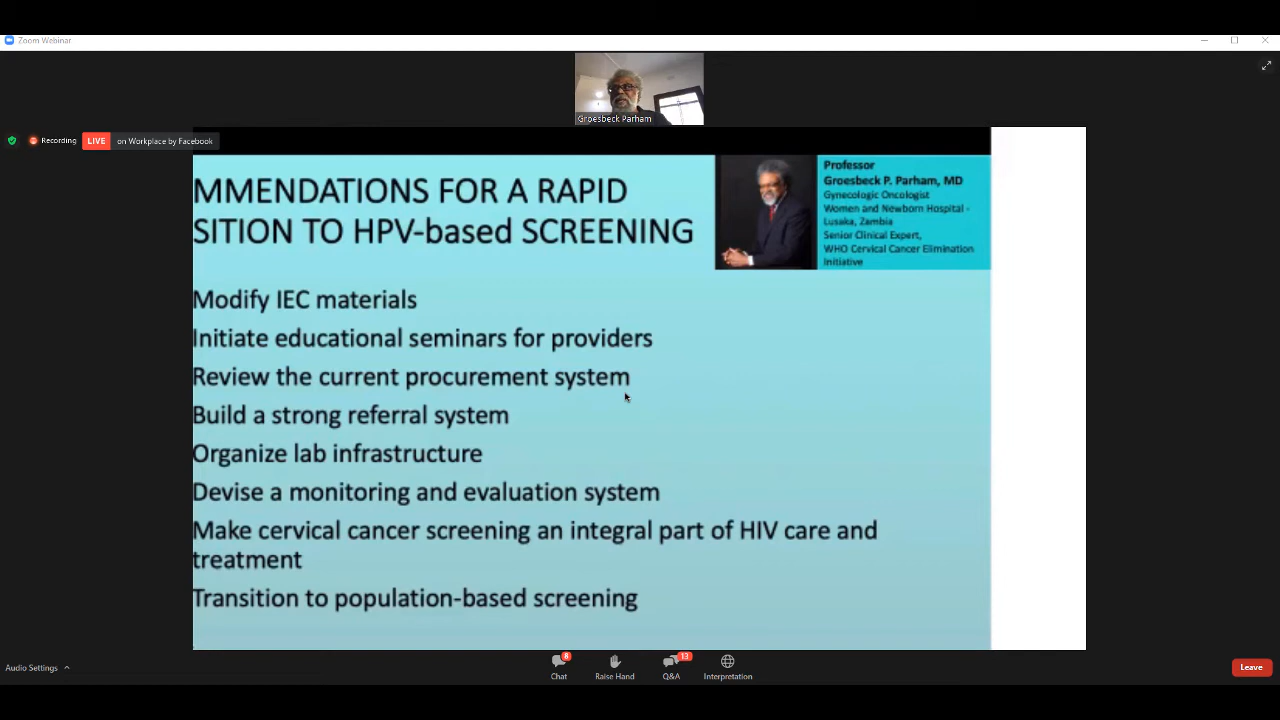 Zoom Webinar
Groesbeck Parham
Recording
LIVE
on Workplace by Facebook
MMENDATIONS FOR A RAPID
SITION TO HPV-based SCREENING
Professor
Groesbeck P. Parham, MD
Gynecologic Oncologist
Women and Newborn Hospital -
Lusaka, Zambia
Senior Clinical Expert,
WHO Cervical Cancer Elimination
Initiative
Modify IEC materials
Initiate educational seminars for providers
Review the current procurement system
Build a strong referral system
Organize lab infrastructure
Devise a monitoring and evaluation system
Make cervical cancer screening an integral part of HIV care and
treatment
Transition to population-based screening
Audio Settings
8
Chat
Raise Hand
13
Q&A
Interpretation
Leave